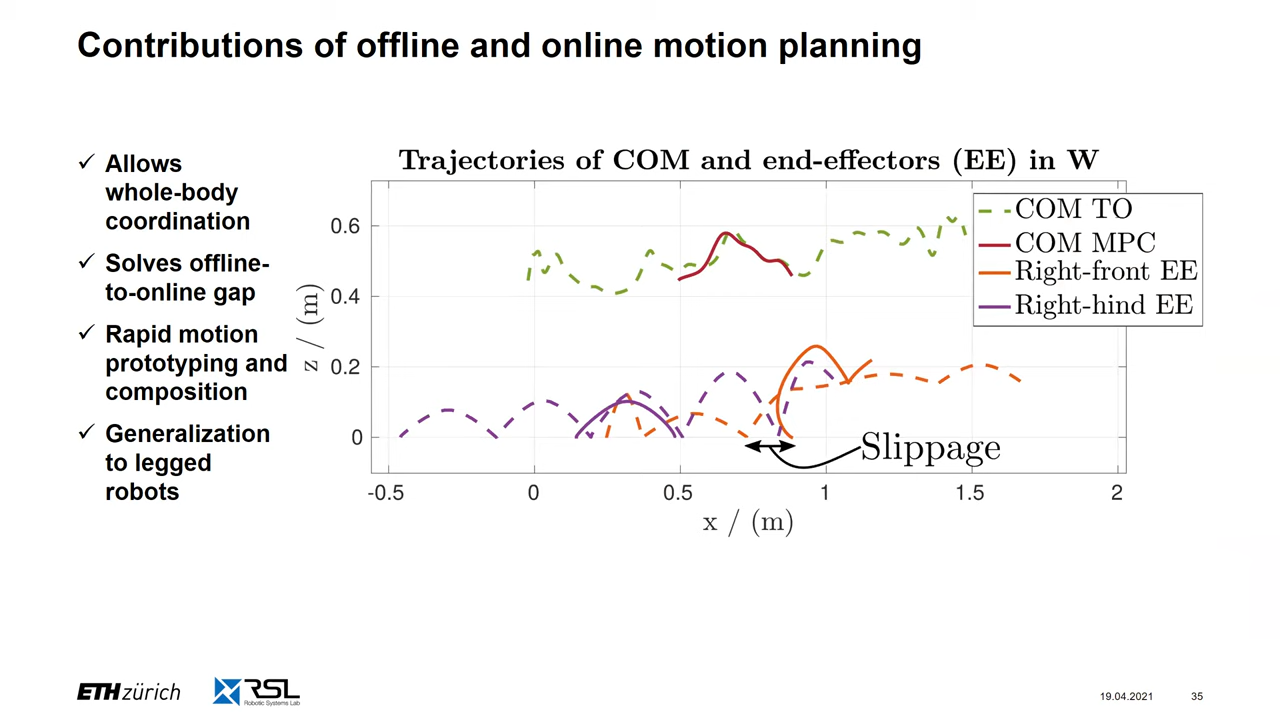 Contributions of offline and online motion planning
✓ Allows
whole-body
coordination
✓ Solves offline-
to-online gap
✓ Rapid motion
prototyping and
composition
✓ Generalization
to legged
robots
Trajectories of COM and end-effectors (EE) in W
COM TO
COM MPC
Right-front EE
Right-hind EE
z / (m)
0.6
0.4
0.2
0
Slippage
-0.5 0 0.5 1 1.5 2
x / (m)
ETH zürich
RSL
Robotic Systems Lab
19.04.2021 35